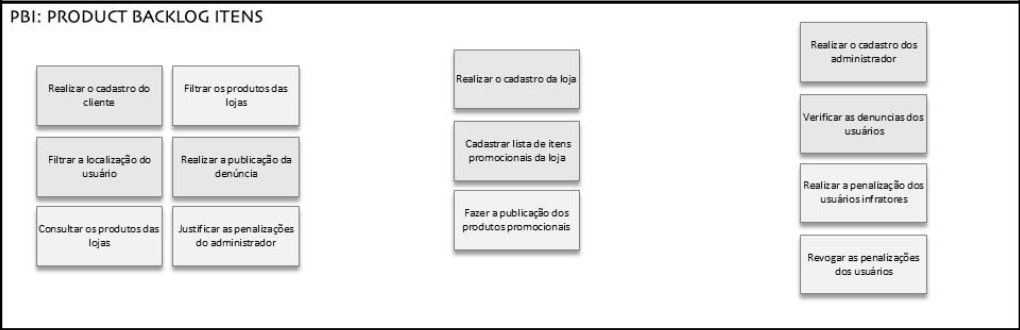 PBI: PRODUCT BACKLOG ITENS
Realizar o cadastro do
cliente
Filtrar os produtos das
lojas
Filtrar a localização do
usuário
Realizar a publicação da
denúncia
Consultar os produtos das
lojas
Justificar as penalizações
do administrador
Realizar o cadastro da loja
Cadastrar lista de itens
promocionais da loja
Fazer a publicação dos
produtos promocionais
Realizar o cadastro dos
administrador
Verificar as denuncias dos
usuários
Realizar a penalização dos
usuários infratores
Revogar as penalizações
dos usuários